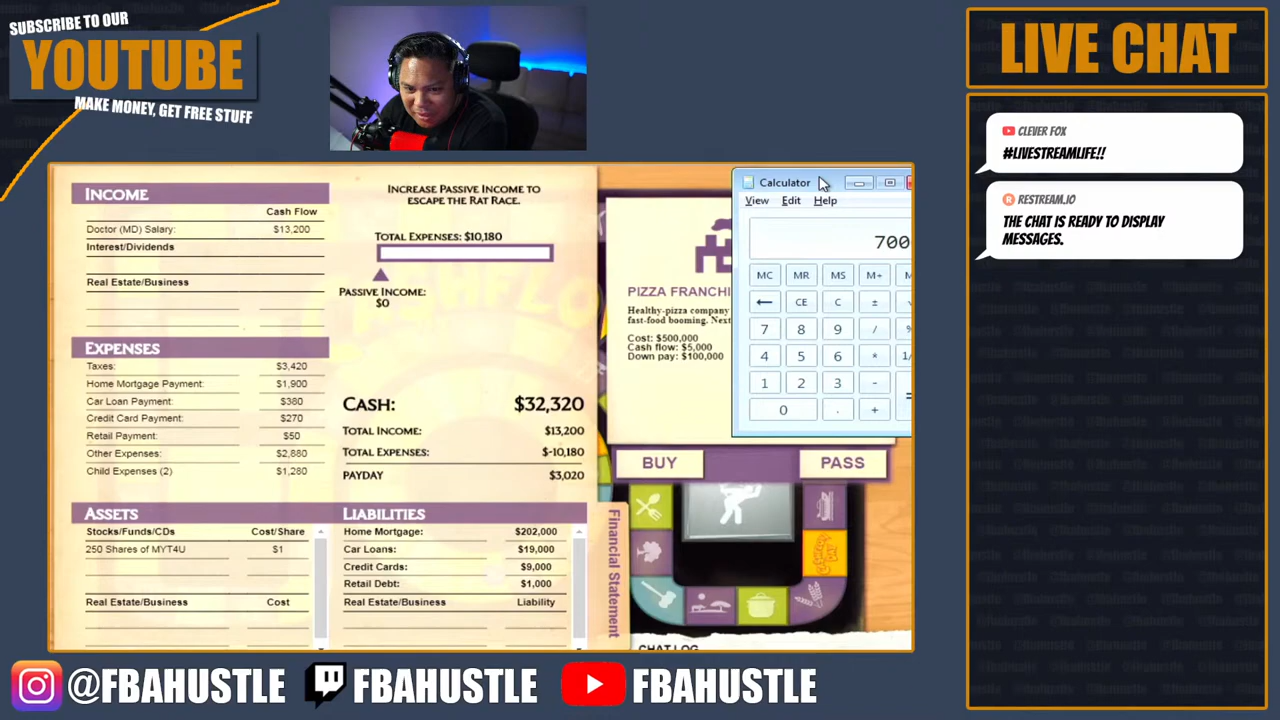 SUBSCRIBE TO OUR
YOUTUBE
MAKE MONEY, GET FREE STUFF
LIVE CHAT
CLEVER FOX
#LIVESTREAMLIFE!!
RESTREAM.IO
THE CHAT IS READY TO DISPLAY
MESSAGES.
INCOME
Cash Flow
Doctor (MD) Salary: $13,200
Interest/Dividends
Real Estate/Business
EXPENSES
Taxes: $3,420
Home Mortgage Payment: $1,900
Car Loan Payment: $380
Credit Card Payment: $270
Retail Payment: $50
Other Expenses: $2,880
Child Expenses (2) $1,280
ASSETS
Stocks/Funds/CDs Cost/Share
250 Shares of MYT4U $1
Real Estate/Business Cost
INCREASE PASSIVE INCOME TO
ESCAPE THE RAT RACE.
TOTAL EXPENSES: $10,180
PASSIVE INCOME:
$0
CASH: $32,320
TOTAL INCOME: $13,200
TOTAL EXPENSES: $-10,180
PAYDAY $3,020
LIABILITIES
Home Mortgage: $202,000
Car Loans: $19,000
Credit Cards: $9,000
Retail Debt: $1,000
Real Estate/Business Liability
Financial Statement
PIZZA FRANCHI
Healthy-pizza company
fast-food booming. Next
Cost: $500,000
Cash flow: $5,000
Down pay: $100,000
Calculator
View Edit Help
700
MC MR MS M+ M
← CE C ±
7 8 9 / %
4 5 6 * 1/
1 2 3 - =
0 . +
BUY PASS
CHAT LOG
@FBAHUSTLE FBAHUSTLE FBAHUSTLE